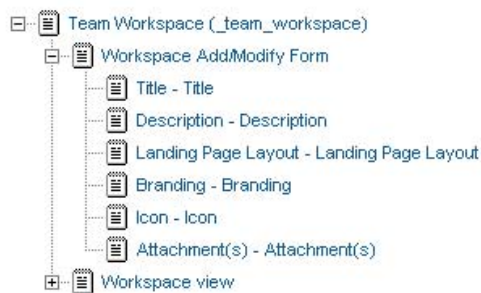 Team Workspace (_team_workspace)
Workspace Add/Modify Form
Title - Title
Description - Description
Landing Page Layout - Landing Page Layout
Branding - Branding
Icon - Icon
Attachment(s) - Attachment(s)
Workspace view